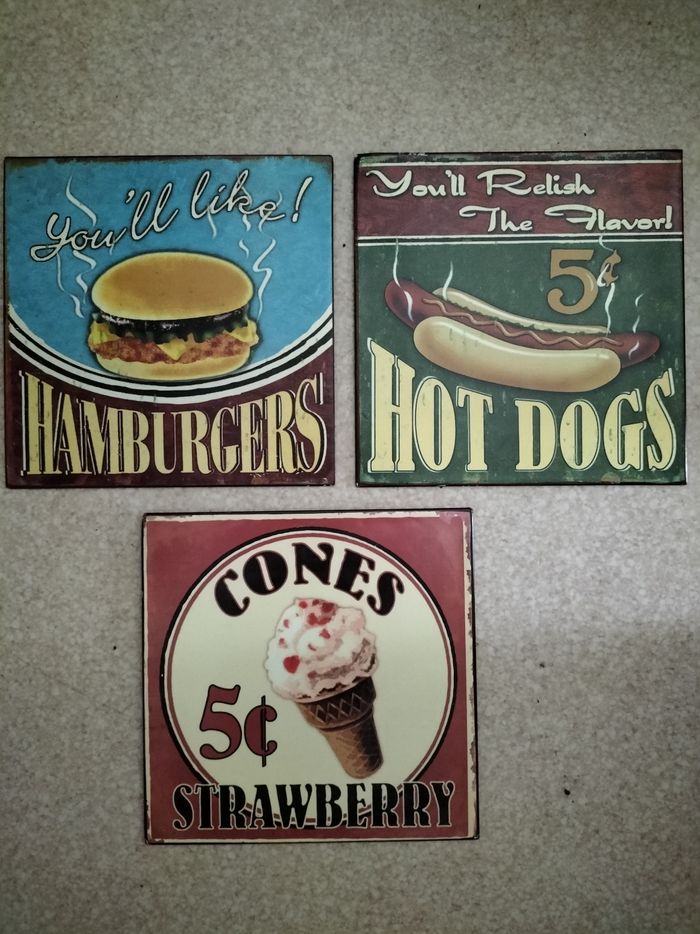 You'll like!
HAMBURGERS
You'll Relish
The Flavor!
5¢
HOT DOGS
CONES
5¢
STRAWBERRY